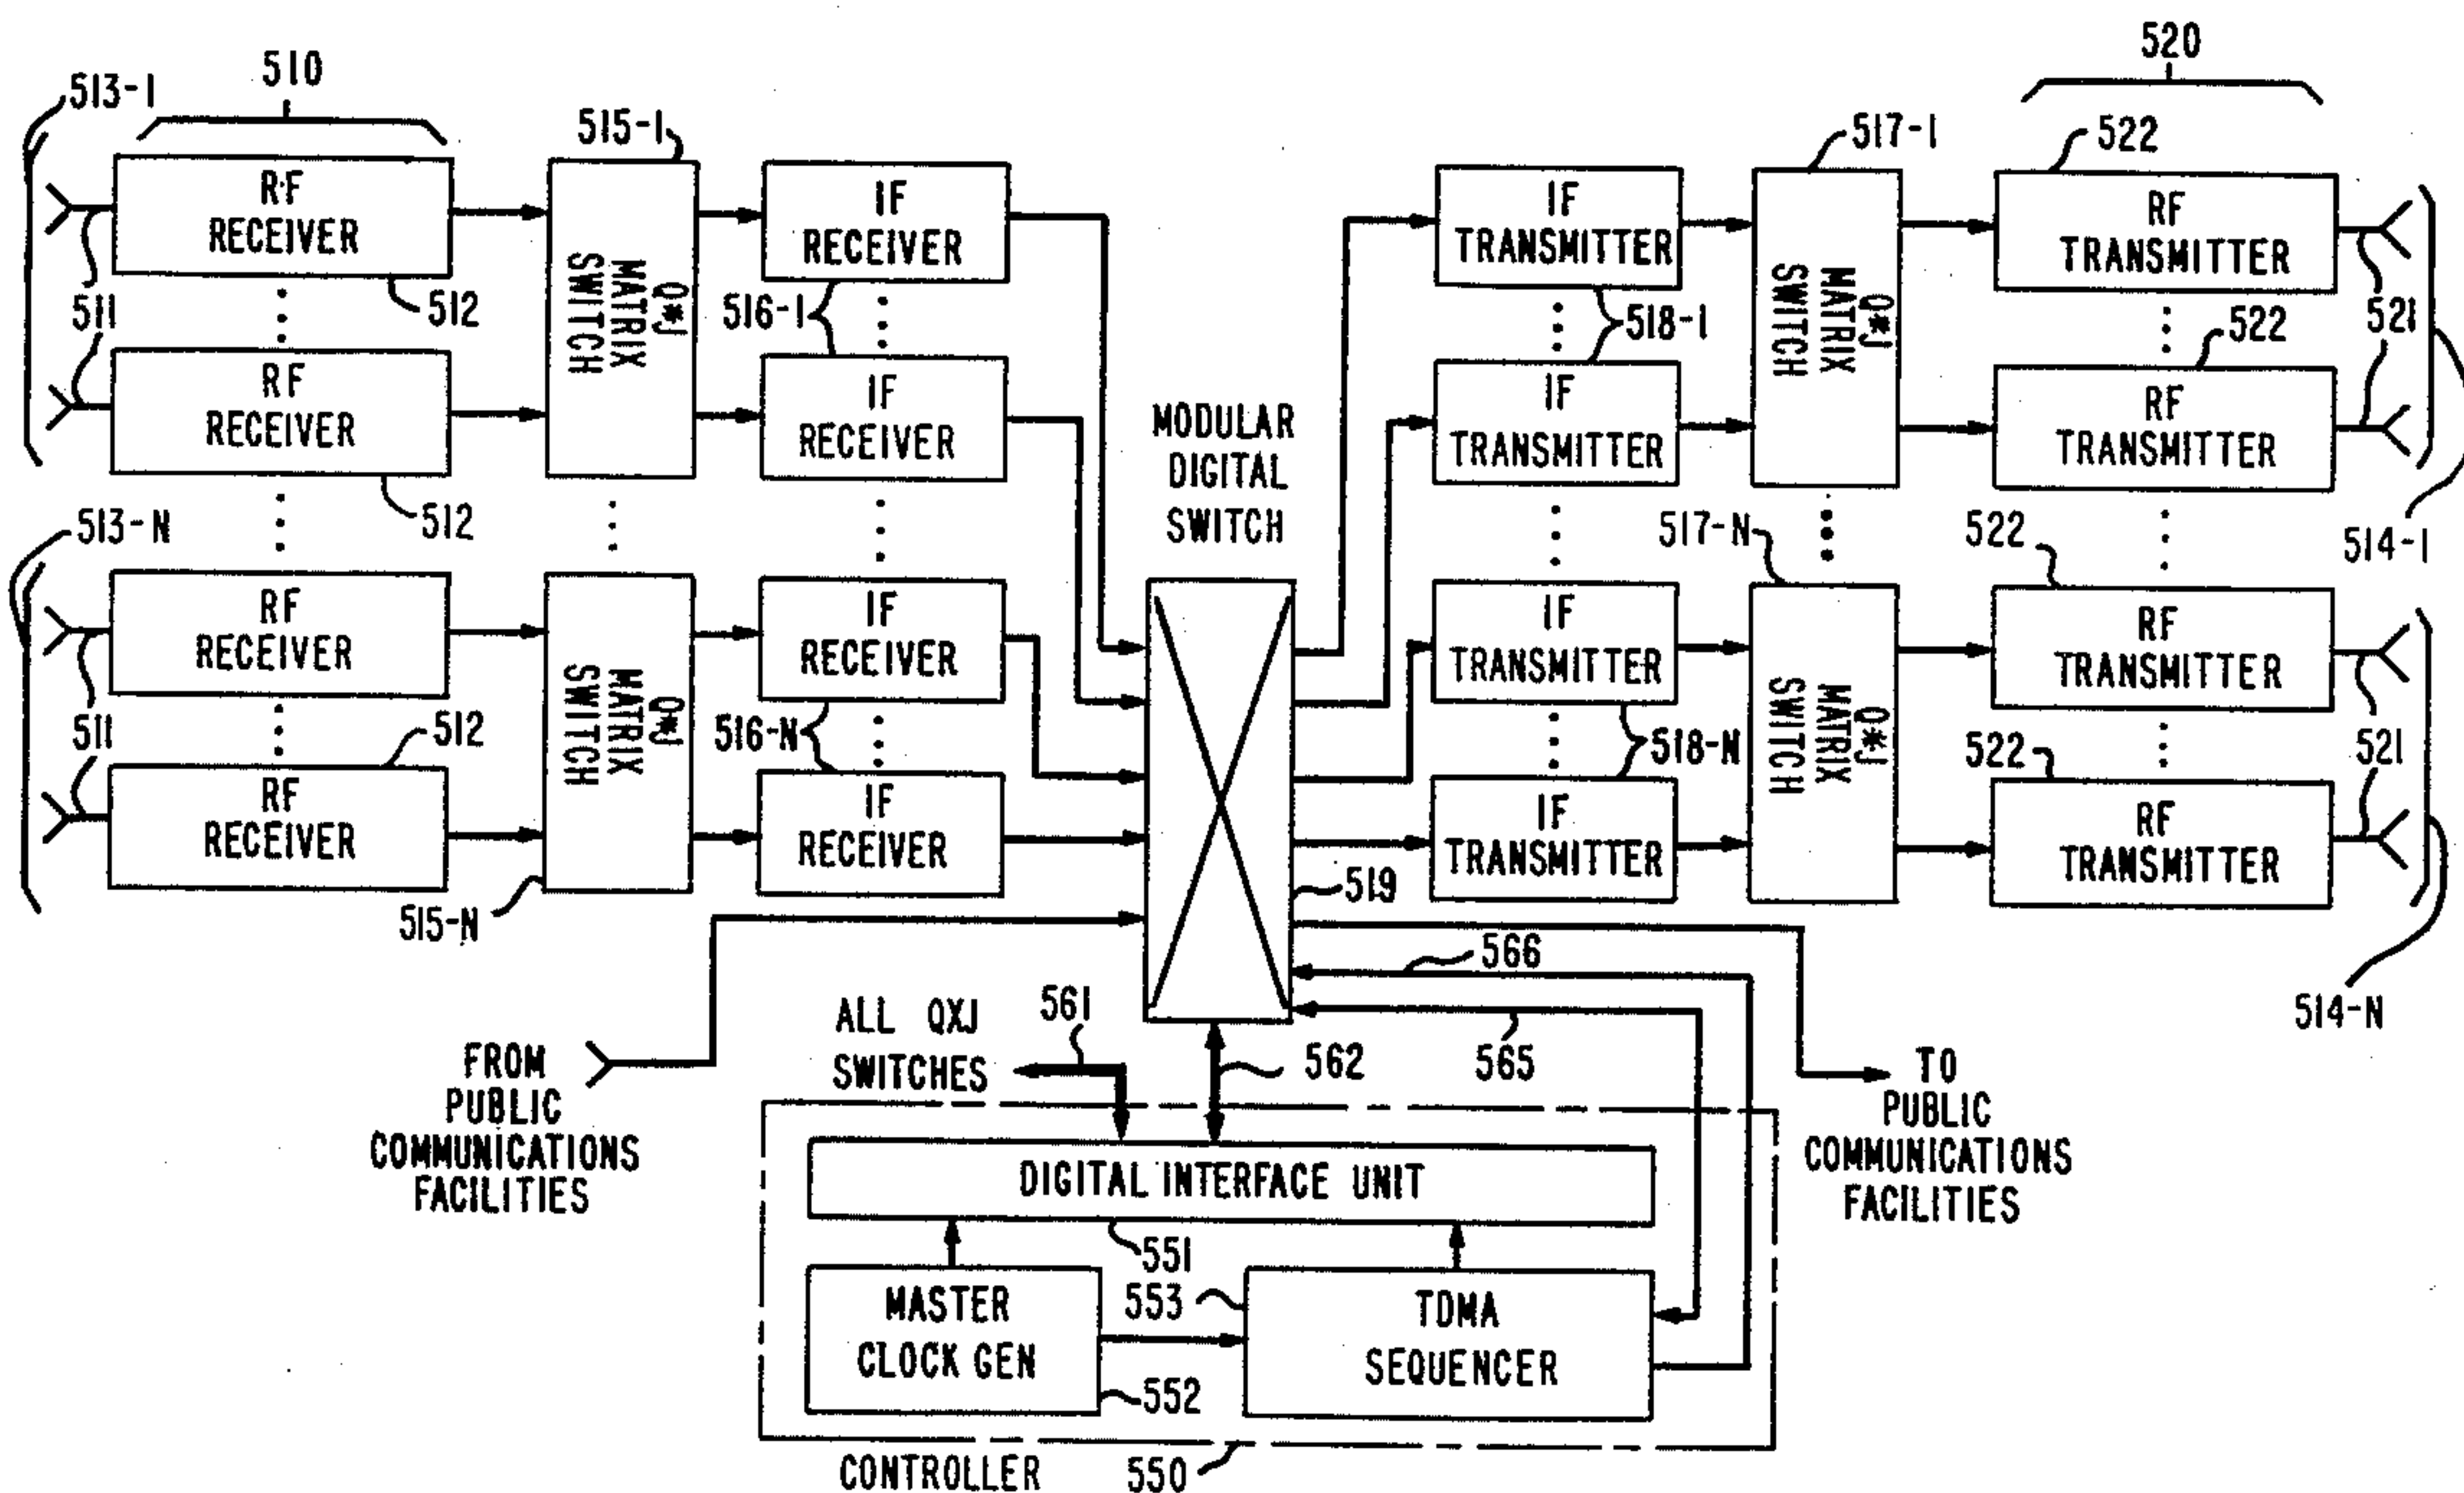 520
510
513-1
515-1
517-1
522
RF
RECEIVER
Q*J
MATRIX
SWITCH
IF
RECEIVER
IF
TRANSMITTER
Q*J
MATRIX
SWITCH
RF
TRANSMITTER
511
512
516-1
518-1
522
521
RF
RECEIVER
IF
RECEIVER
MODULAR
DIGITAL
SWITCH
IF
TRANSMITTER
RF
TRANSMITTER
513-N
512
517-N
522
514-1
RF
RECEIVER
Q*J
MATRIX
SWITCH
IF
RECEIVER
IF
TRANSMITTER
Q*J
MATRIX
SWITCH
RF
TRANSMITTER
511
512
516-N
518-N
522
521
RF
RECEIVER
IF
RECEIVER
IF
TRANSMITTER
RF
TRANSMITTER
515-N
519
566
514-N
ALL QXJ
SWITCHES
561
562
565
FROM
PUBLIC
COMMUNICATIONS
FACILITIES
TO
PUBLIC
COMMUNICATIONS
FACILITIES
DIGITAL INTERFACE UNIT
551
MASTER
CLOCK GEN
552
553
TDMA
SEQUENCER
CONTROLLER
550